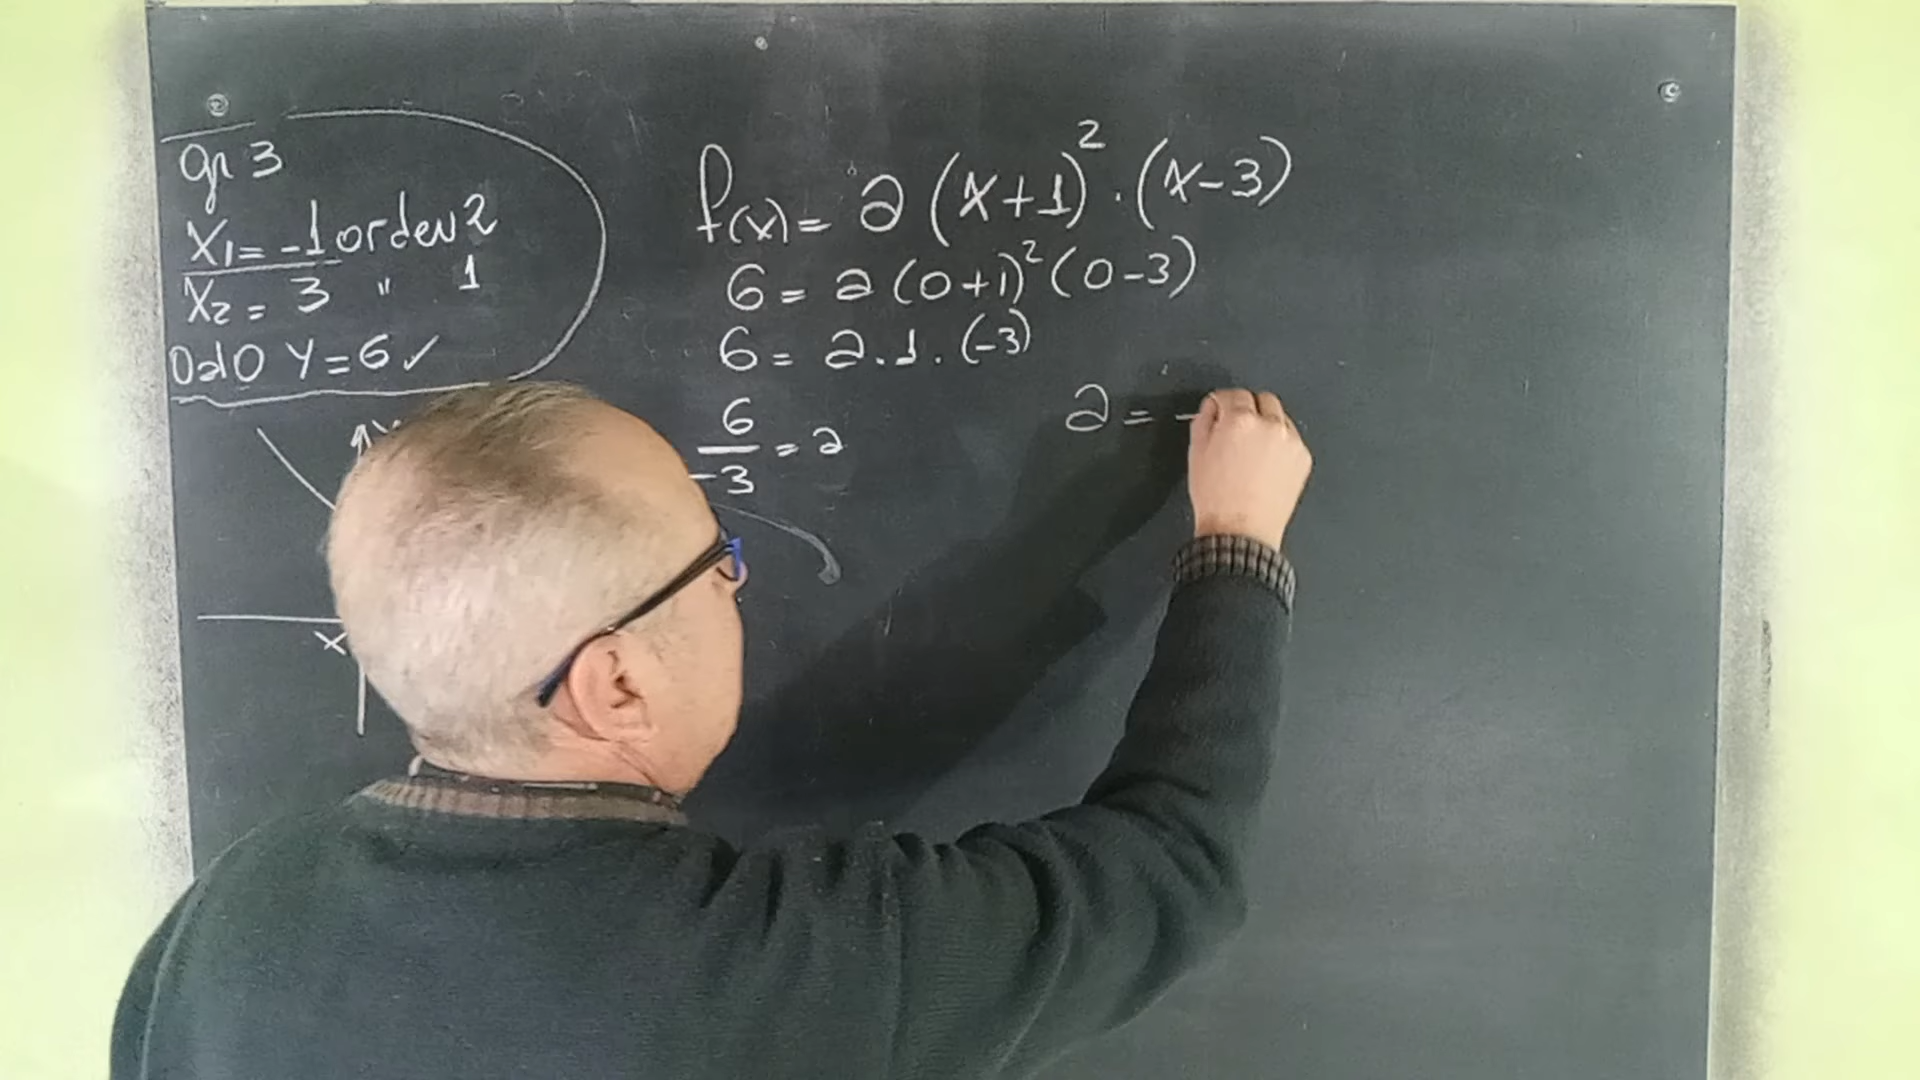 gr 3
X₁=-1 orden 2
X₂= 3 " 1
OalO Y=6 ✓
y
x
f(x)= a(x+1)²·(x-3)
6= a(0+1)²(0-3)
6= a.1.(-3)
6/-3 = a
a= -